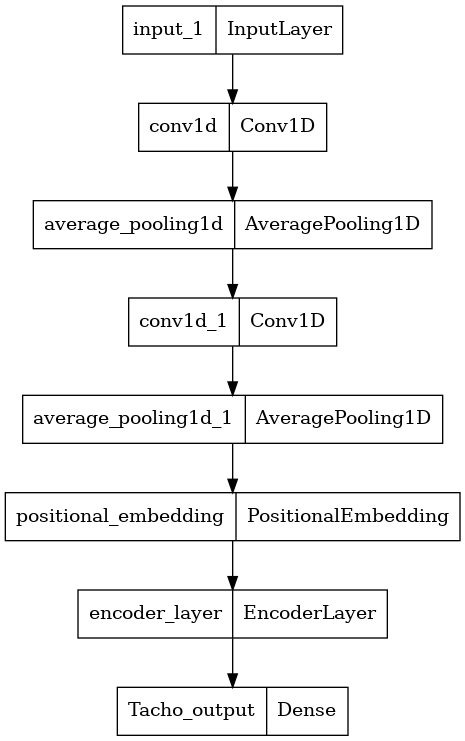 input_1 InputLayer
conv1d Conv1D
average_pooling1d AveragePooling1D
conv1d_1 Conv1D
average_pooling1d_1 AveragePooling1D
positional_embedding PositionalEmbedding
encoder_layer EncoderLayer
Tacho_output Dense